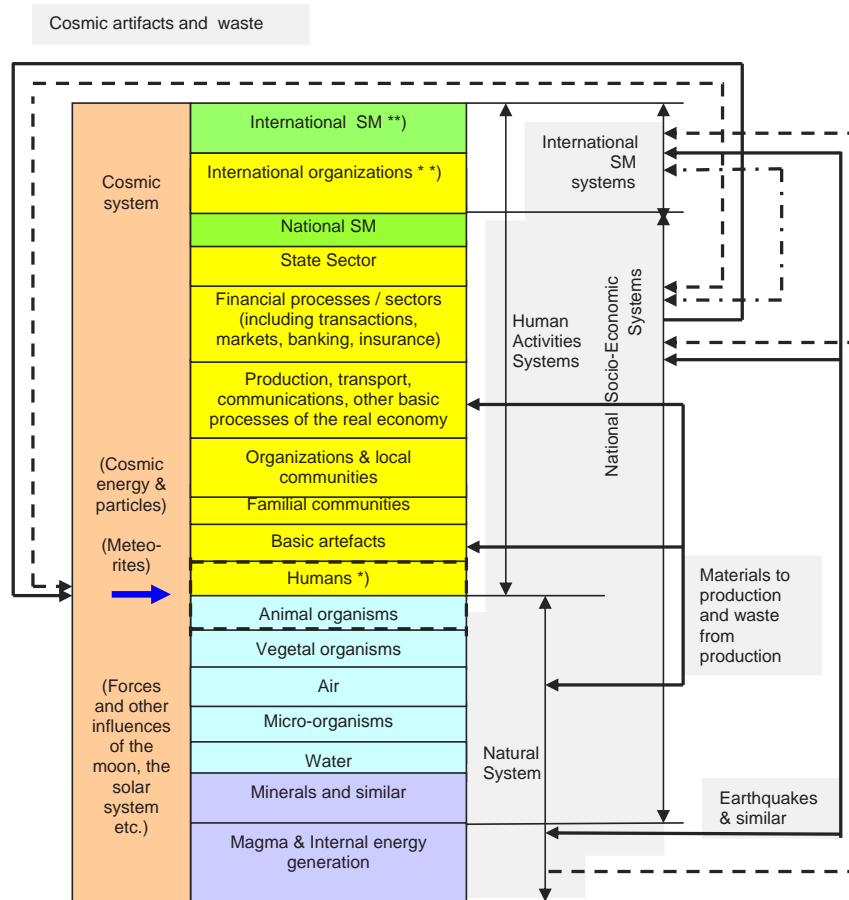 Cosmic artifacts and waste
Cosmic
system
(Cosmic
energy &
particles)
(Meteo-
rites)
(Forces
and other
influences
of the
moon, the
solar
system
etc.)
International SM **)
International organizations * *)
National SM
State Sector
Financial processes / sectors
(including transactions,
markets, banking, insurance)
Production, transport,
communications, other basic
processes of the real economy
Organizations & local
communities
Familial communities
Basic artefacts
Humans *)
Animal organisms
Vegetal organisms
Air
Micro-organisms
Water
Minerals and similar
Magma & Internal energy
generation
Human
Activities
Systems
Natural
System
International
SM
systems
National Socio-Economic
Systems
Materials to
production
and waste
from
production
Earthquakes
& similar